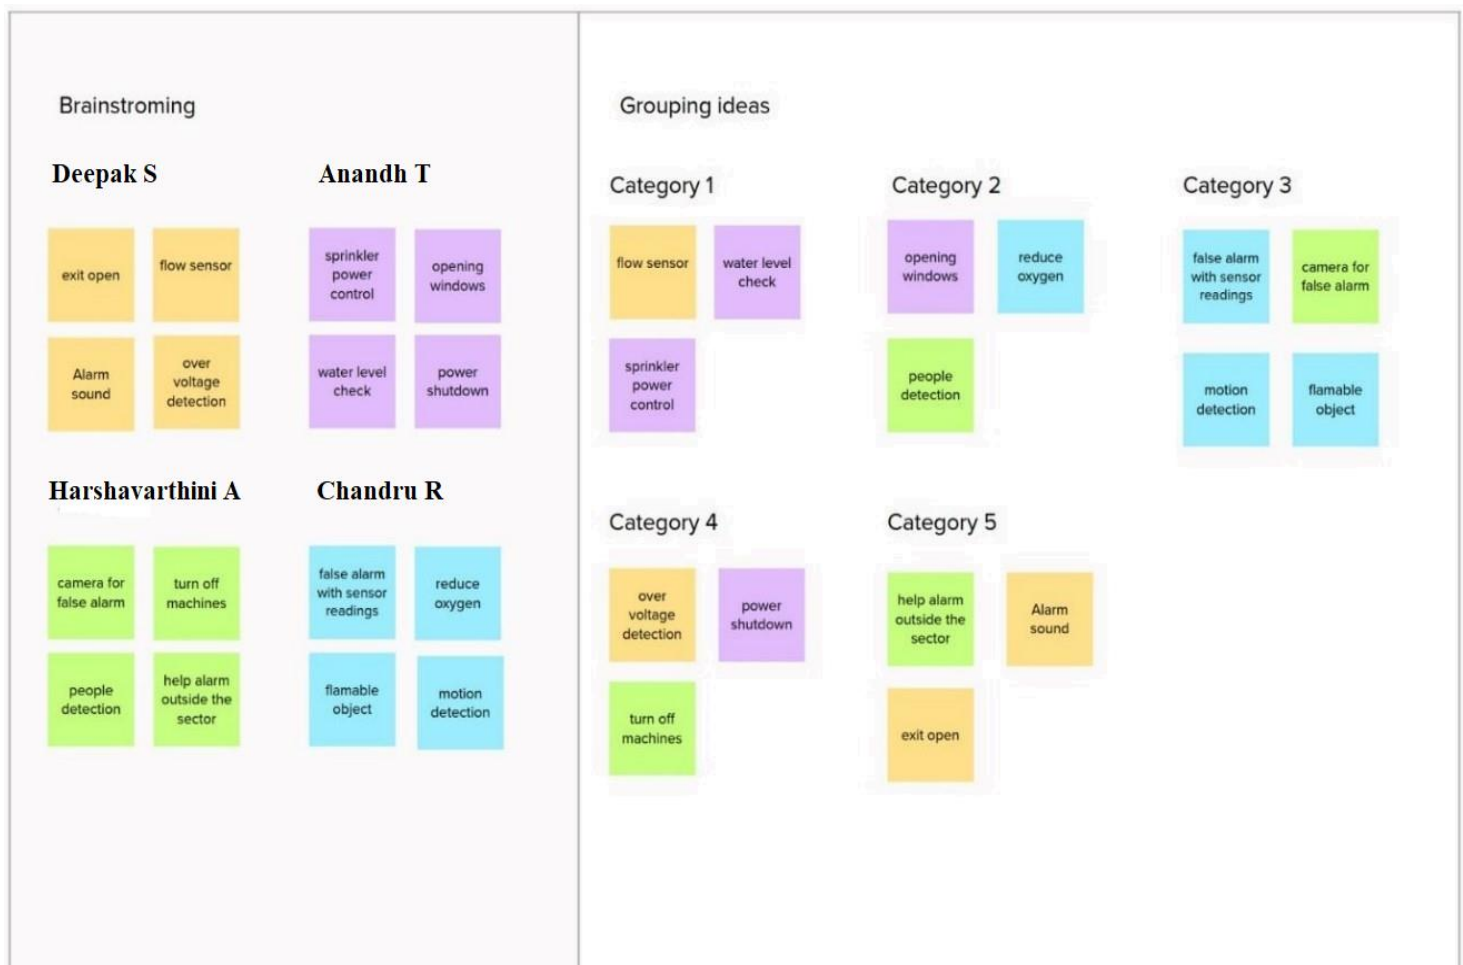 Brainstroming
Deepak S
Anandh T
exit open
flow sensor
sprinkler
power
control
opening
windows
Alarm
sound
over
voltage
detection
water level
check
power
shutdown
Harshavarthini A
Chandru R
camera for
false alarm
turn off
machines
false alarm
with sensor
readings
reduce
oxygen
people
detection
help alarm
outside the
sector
flamable
object
motion
detection
Grouping ideas
Category 1
flow sensor
water level
check
sprinkler
power
control
Category 2
opening
windows
reduce
oxygen
people
detection
Category 3
false alarm
with sensor
readings
camera for
false alarm
motion
detection
flamable
object
Category 4
over
voltage
detection
power
shutdown
turn off
machines
Category 5
help alarm
outside the
sector
Alarm
sound
exit open